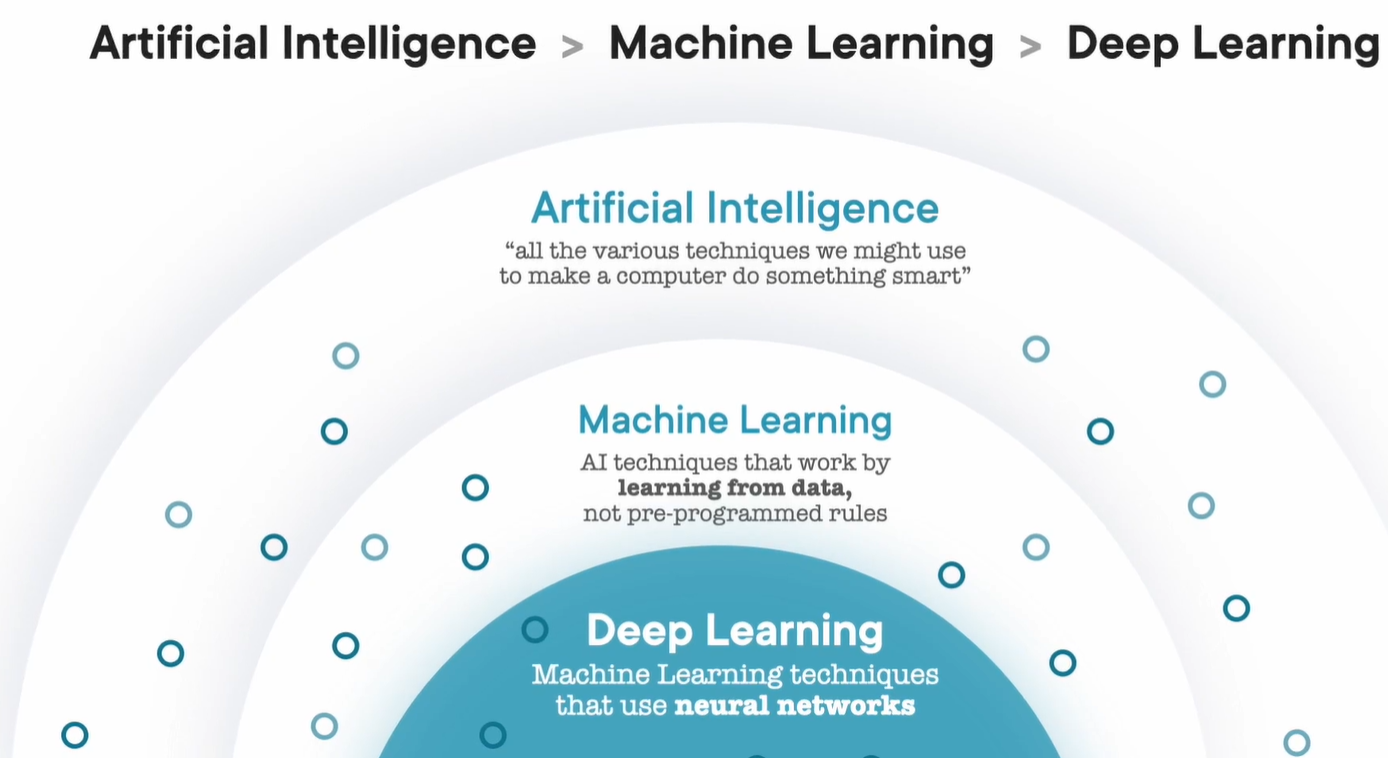 Artificial Intelligence > Machine Learning > Deep Learning
Artificial Intelligence
“all the various techniques we might use
to make a computer do something smart”
Machine Learning
AI techniques that work by
learning from data,
not pre-programmed rules
Deep Learning
Machine Learning techniques
that use neural networks